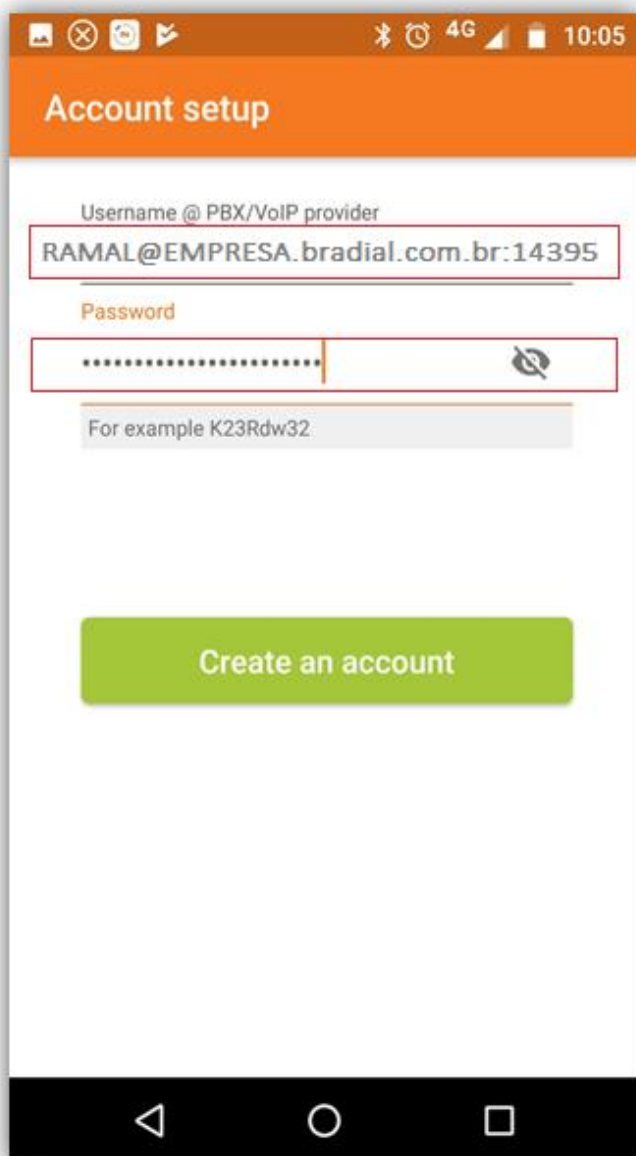 4G 10:05
Account setup
Username @ PBX/VoIP provider
RAMAL@EMPRESA.bradial.com.br:14395
Password
•••••••••••••••••••••••
For example K23Rdw32
Create an account